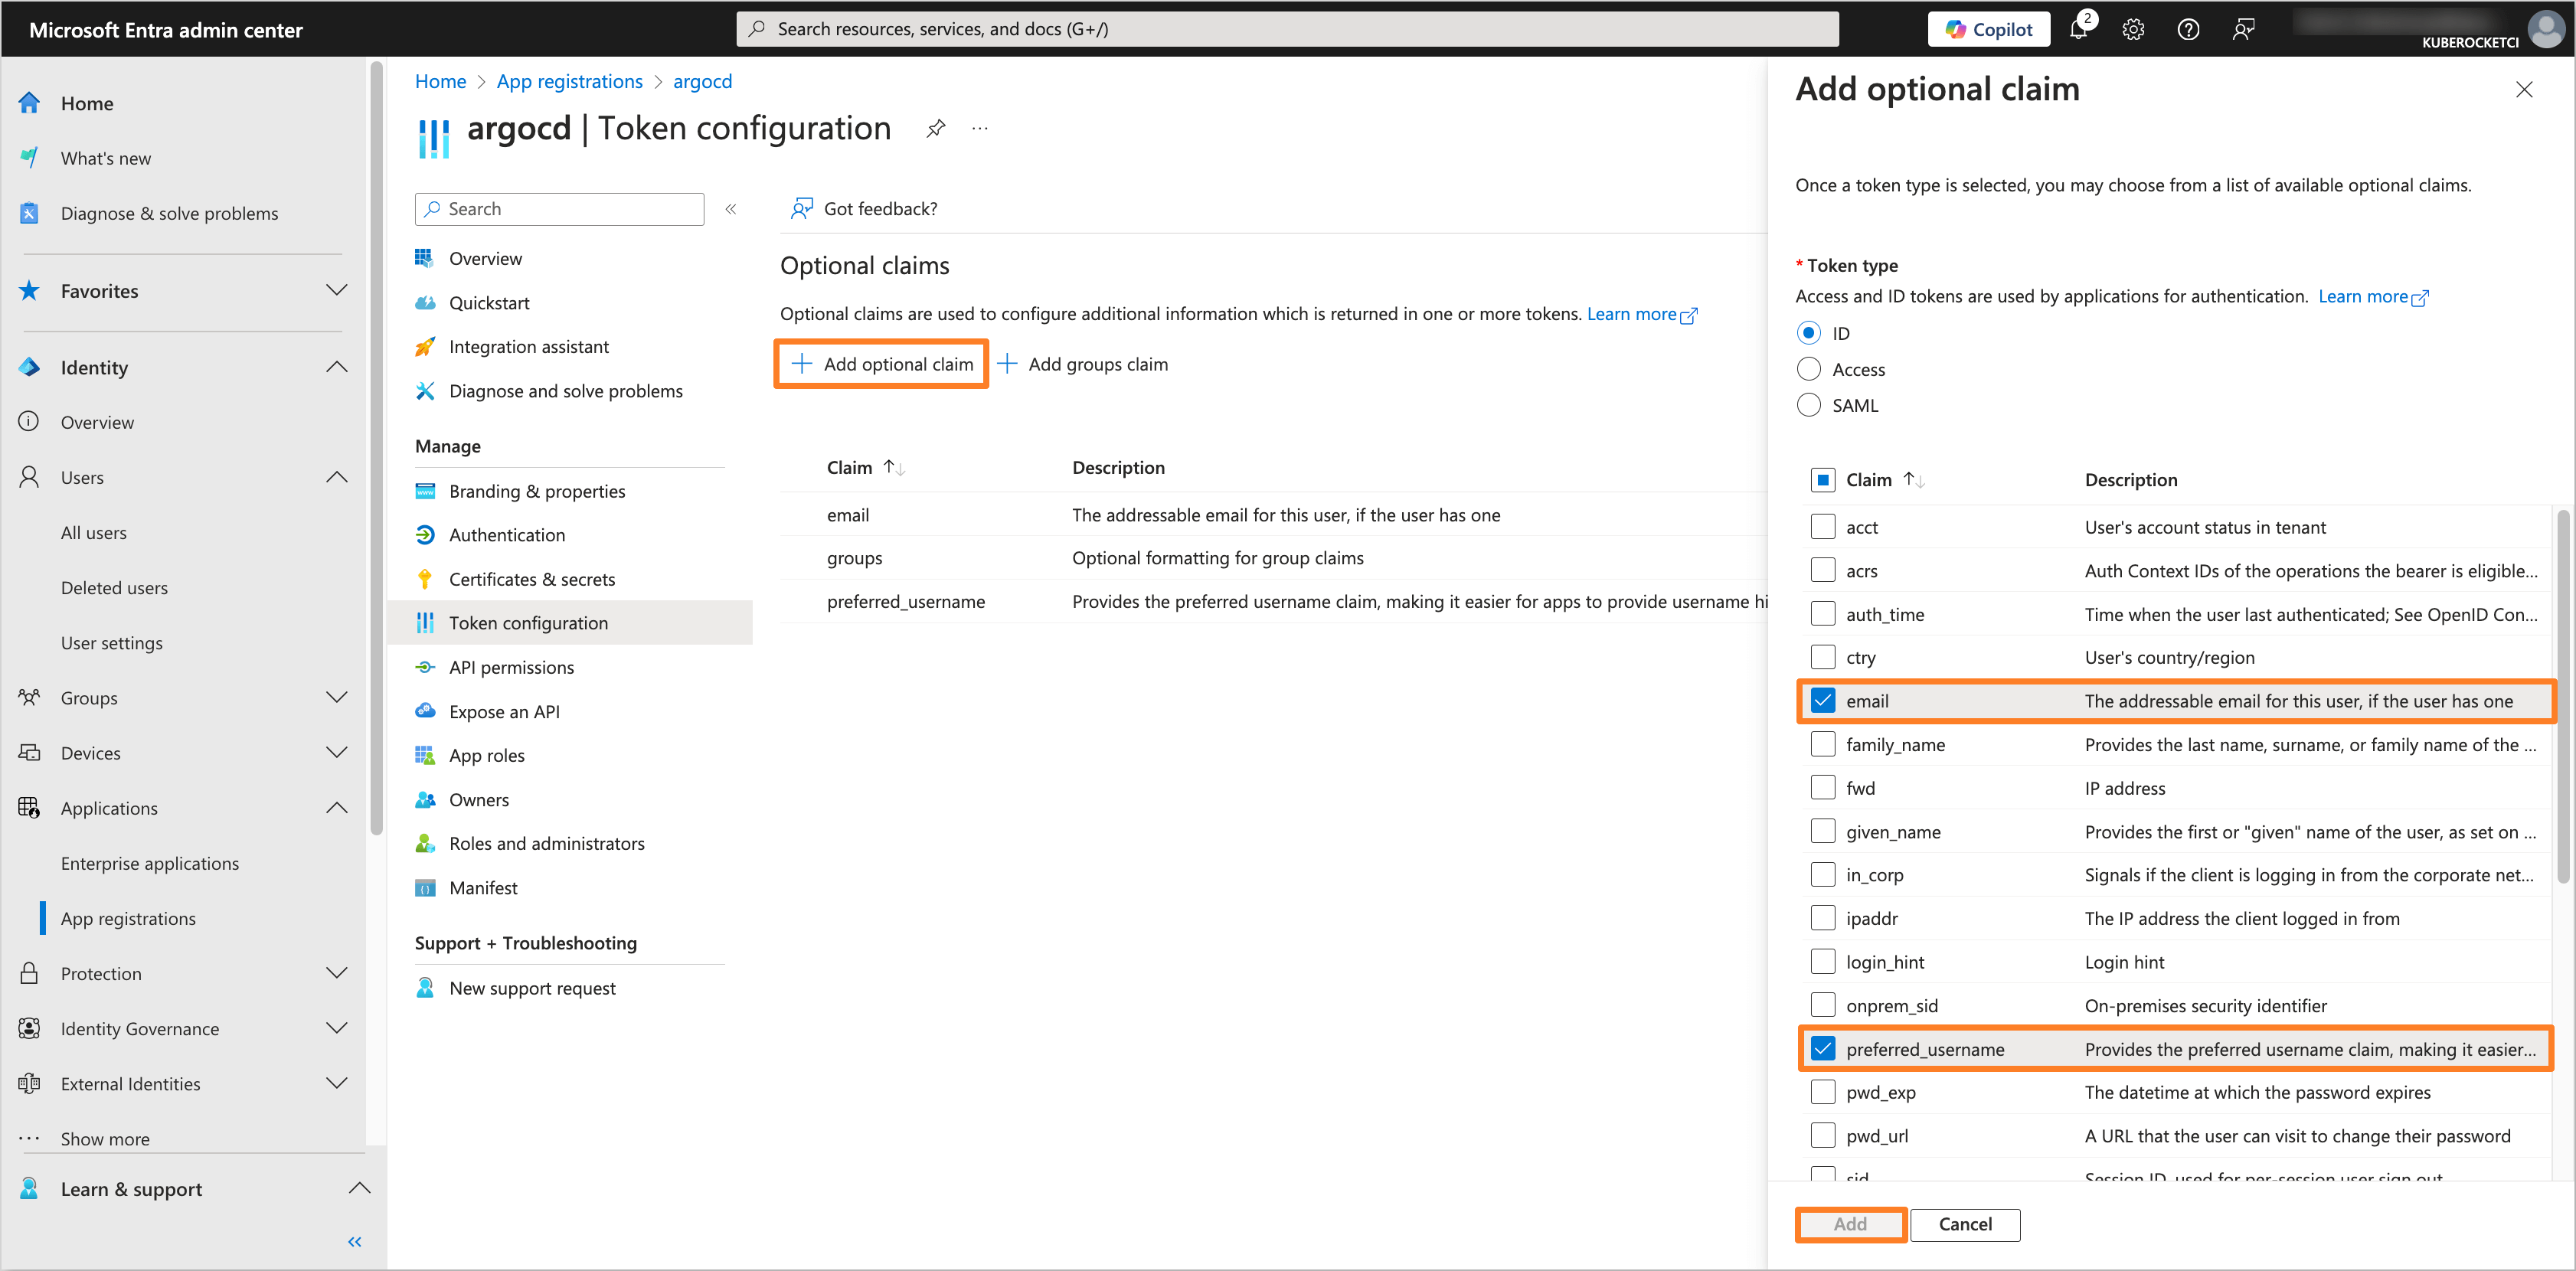 Microsoft Entra admin center
Search resources, services, and docs (G+/)
Copilot
2
KUBEROCKETCI
Home
What's new
Diagnose & solve problems
Favorites
Identity
Overview
Users
All users
Deleted users
User settings
Groups
Devices
Applications
Enterprise applications
App registrations
Protection
Identity Governance
External Identities
Show more
Learn & support
Home > App registrations > argocd
argocd | Token configuration
Search
Overview
Quickstart
Integration assistant
Diagnose and solve problems
Manage
Branding & properties
Authentication
Certificates & secrets
Token configuration
API permissions
Expose an API
App roles
Owners
Roles and administrators
Manifest
Support + Troubleshooting
New support request
Got feedback?
Optional claims
Optional claims are used to configure additional information which is returned in one or more tokens. Learn more
Add optional claim
Add groups claim
Claim Description
email The addressable email for this user, if the user has one
groups Optional formatting for group claims
preferred_username Provides the preferred username claim, making it easier for apps to provide username hi
Add optional claim
Once a token type is selected, you may choose from a list of available optional claims.
* Token type
Access and ID tokens are used by applications for authentication. Learn more
ID
Access
SAML
Claim Description
acct User's account status in tenant
acrs Auth Context IDs of the operations the bearer is eligible...
auth_time Time when the user last authenticated; See OpenID Con...
ctry User's country/region
email The addressable email for this user, if the user has one
family_name Provides the last name, surname, or family name of the ...
fwd IP address
given_name Provides the first or "given" name of the user, as set on ...
in_corp Signals if the client is logging in from the corporate net...
ipaddr The IP address the client logged in from
login_hint Login hint
onprem_sid On-premises security identifier
preferred_username Provides the preferred username claim, making it easier...
pwd_exp The datetime at which the password expires
pwd_url A URL that the user can visit to change their password
sid Session ID, used for per-session user sign out
Add
Cancel